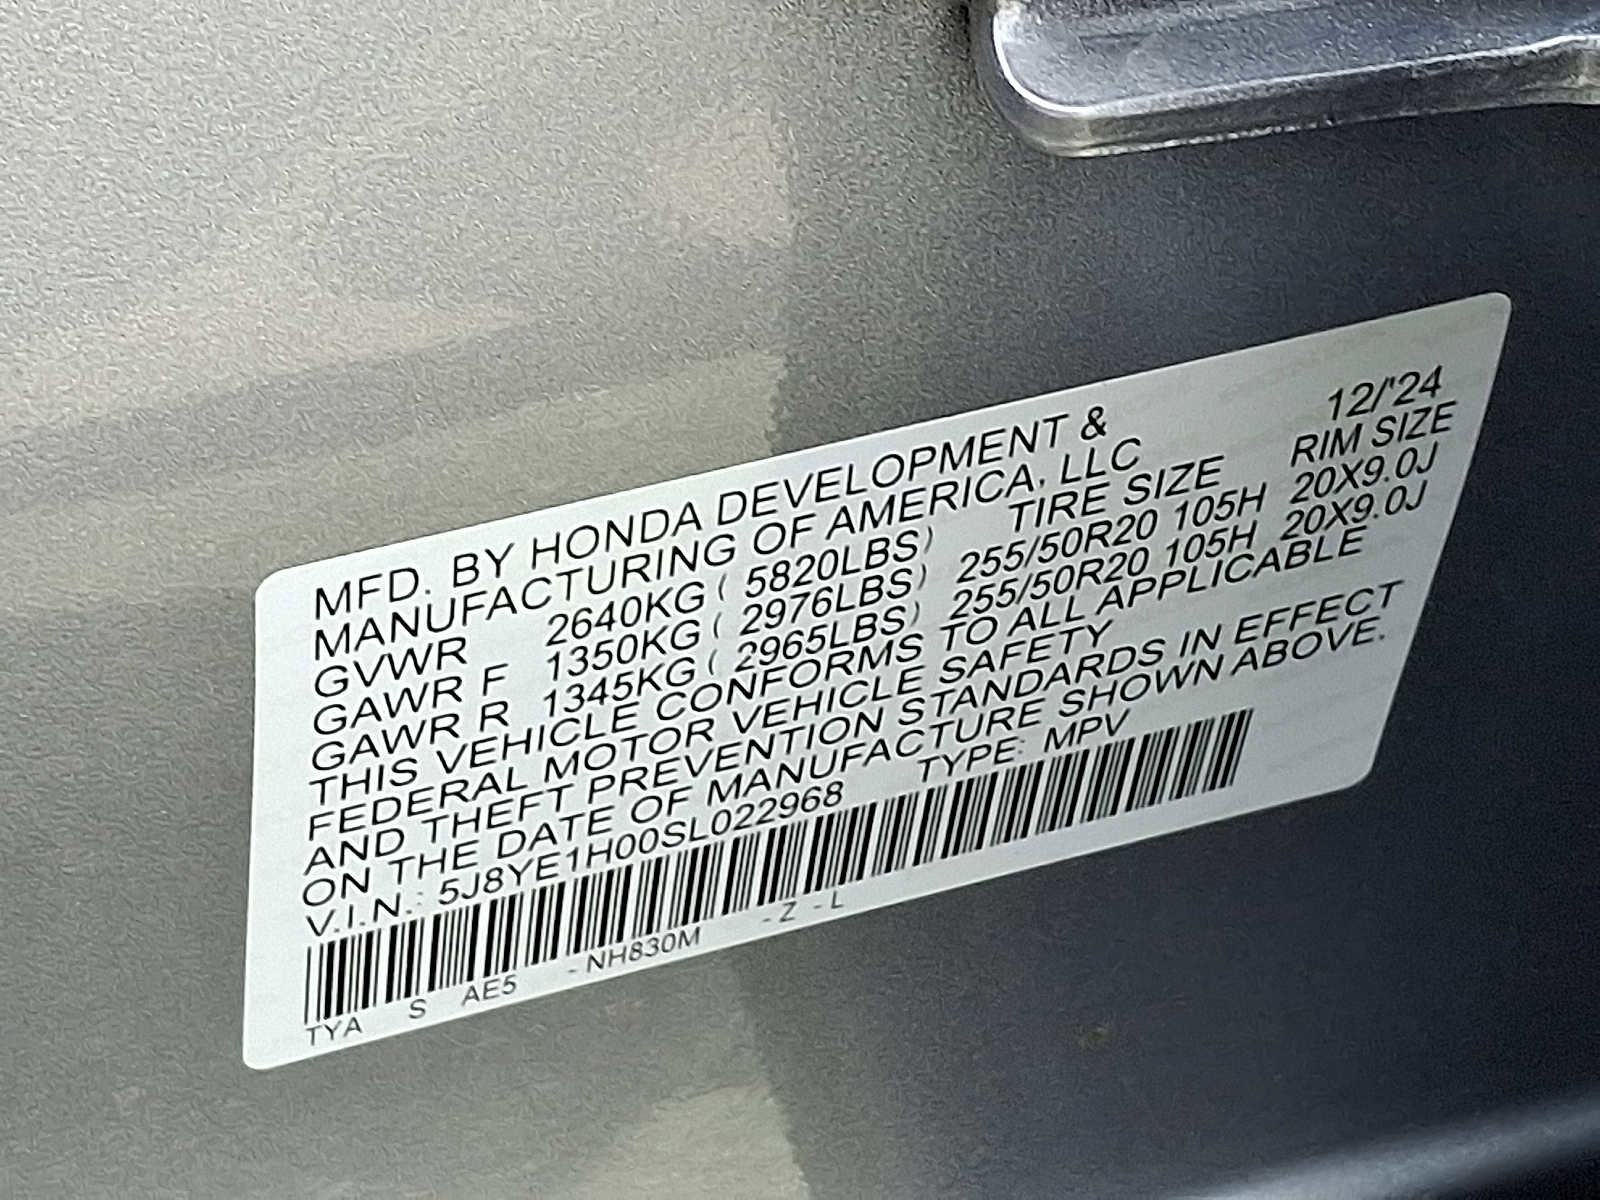 MFD. BY HONDA DEVELOPMENT & 12/'24
MANUFACTURING OF AMERICA, LLC RIM SIZE
GVWR 2640KG ( 5820LBS) TIRE SIZE 20X9.0J
GAWR F 1350KG ( 2976LBS) 255/50R20 105H 20X9.0J
GAWR R 1345KG ( 2965LBS) 255/50R20 105H
THIS VEHICLE CONFORMS TO ALL APPLICABLE
FEDERAL MOTOR VEHICLE SAFETY
AND THEFT PREVENTION STANDARDS IN EFFECT
ON THE DATE OF MANUFACTURE SHOWN ABOVE.
V.I.N.: 5J8YE1H00SL022968 TYPE: MPV
TYA S AE5 - NH830M - Z - L